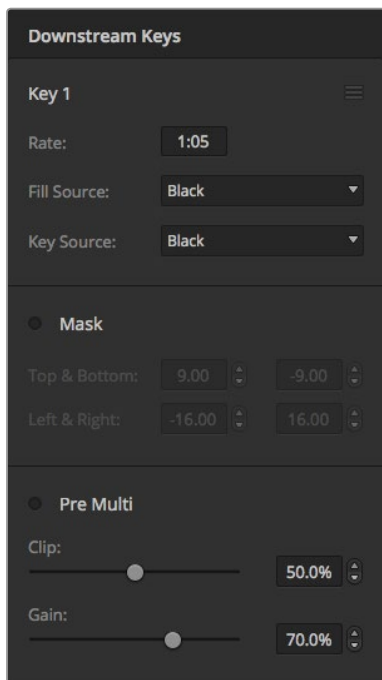 Downstream Keys
Key 1
Rate: 1:05
Fill Source: Black
Key Source: Black
Mask
Top & Bottom: 9.00 -9.00
Left & Right: -16.00 16.00
Pre Multi
Clip:
50.0%
Gain:
70.0%